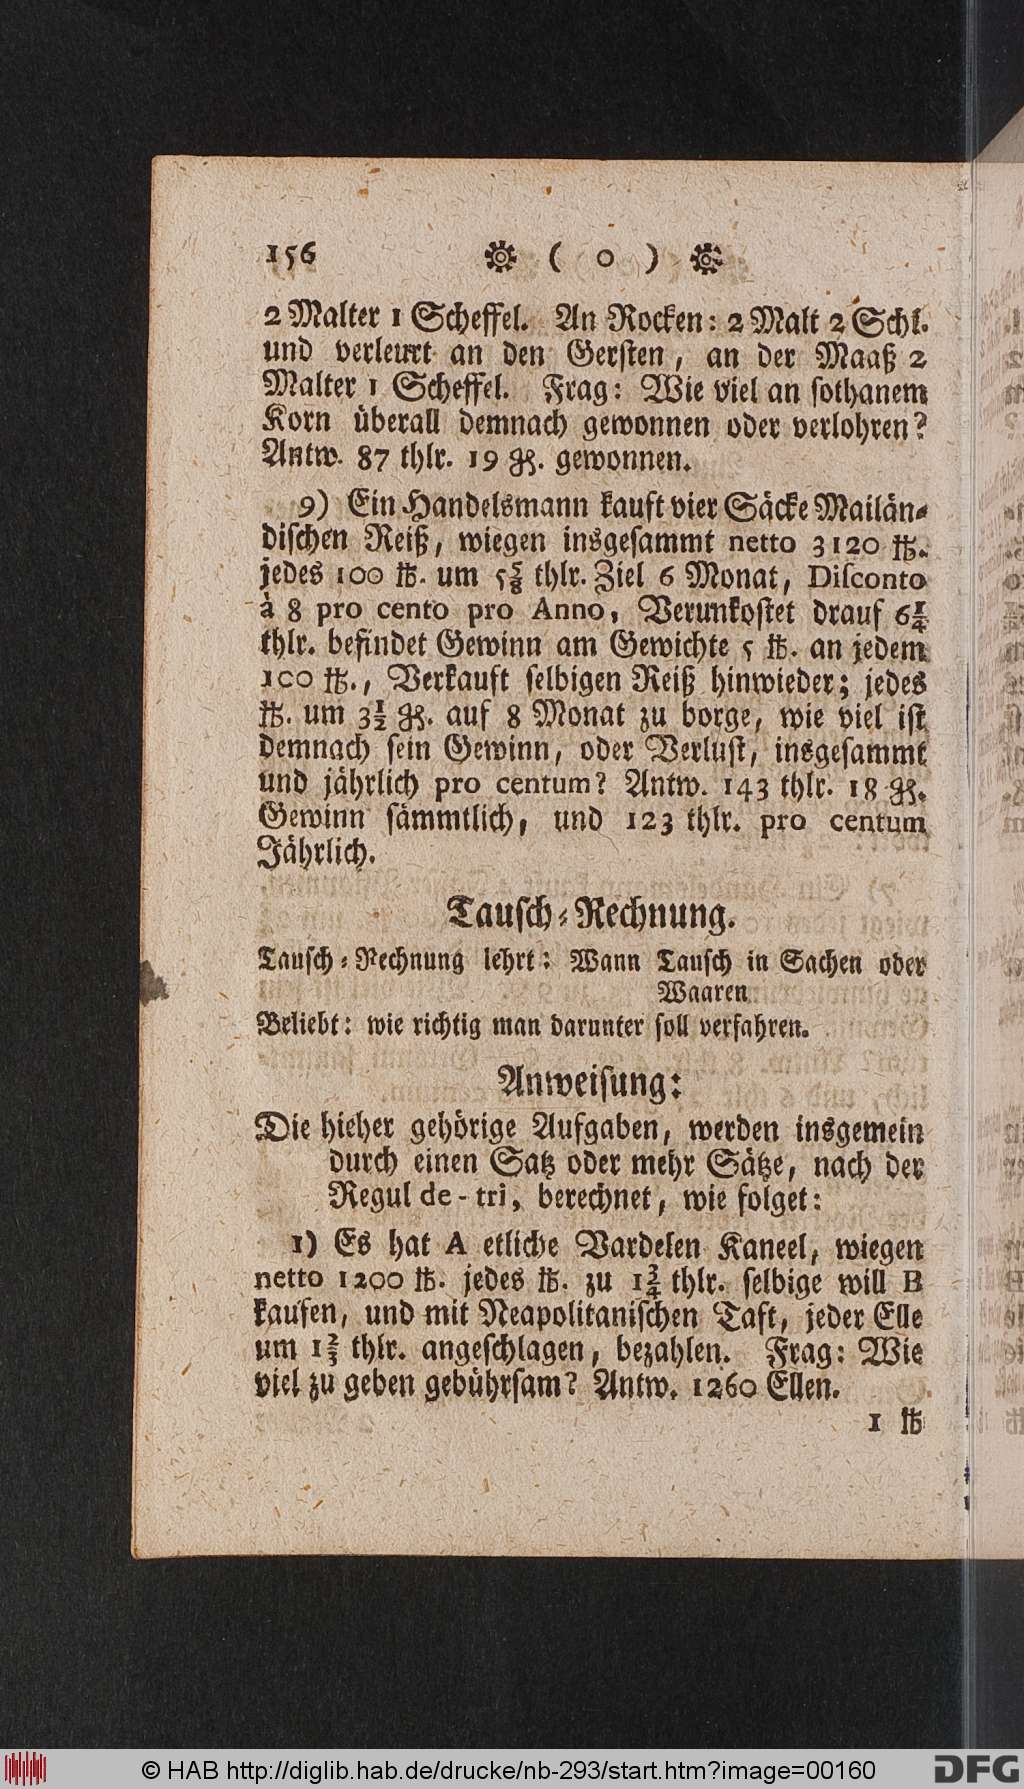 156 ❁ ( o ) ❁
2 Malter 1 Scheffel. An Rocken: 2 Malt 2 Schl.
und verleurt an den Gersten, an der Maaß 2
Malter 1 Scheffel. Frag: Wie viel an sothanem
Korn überall demnach gewonnen oder verlohren?
Antw. 87 thlr. 19 gg. gewonnen.
9) Ein Handelsmann kauft vier Säcke Mailän-
dischen Reiß, wiegen insgesammt netto 3120 ℔.
jedes 100 ℔. um 5⅝ thlr. Ziel 6 Monat, Disconto
à 8 pro cento pro Anno, Verunkostet drauf 6¼
thlr. befindet Gewinn am Gewichte 5 ℔. an jedem
100 ℔., Verkauft selbigen Reiß hinwieder; jedes
℔. um 3½ gg. auf 8 Monat zu borge, wie viel ist
demnach sein Gewinn, oder Verlust, insgesammt
und jährlich pro centum? Antw. 143 thlr. 18 gg.
Gewinn sämmtlich, und 123 thlr. pro centum
Jährlich.
Tausch-Rechnung.
Tausch-Rechnung lehrt: Wann Tausch in Sachen oder
Waaren
Beliebt: wie richtig man darunter soll verfahren.
Anweisung:
Die hieher gehörige Aufgaben, werden insgemein
durch einen Satz oder mehr Sätze, nach der
Regul de-tri, berechnet, wie folget:
1) Es hat A etliche Vardelen Kaneel, wiegen
netto 1200 ℔. jedes ℔. zu 1¾ thlr. selbige will B
kaufen, und mit Neapolitanischen Taft, jeder Elle
um 1⅔ thlr. angeschlagen, bezahlen. Frag: Wie
viel zu geben gebührsam? Antw. 1260 Ellen.
1 ℔
© HAB http://diglib.hab.de/drucke/nb-293/start.htm?image=00160
DFG